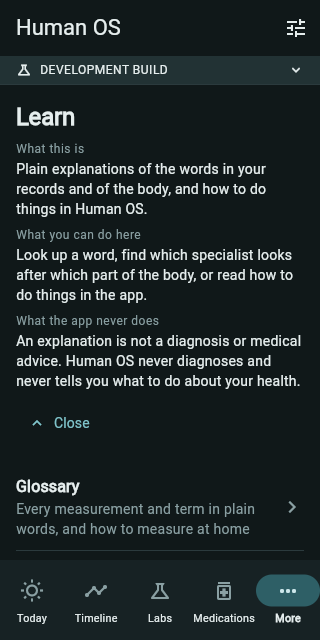 Human OS
DEVELOPMENT BUILD
Learn
What this is
Plain explanations of the words in your
records and of the body, and how to do
things in Human OS.
What you can do here
Look up a word, find which specialist looks
after which part of the body, or read how to
do things in the app.
What the app never does
An explanation is not a diagnosis or medical
advice. Human OS never diagnoses and
never tells you what to do about your health.
Close
Glossary
Every measurement and term in plain
words, and how to measure at home
Today
Timeline
Labs
Medications
More